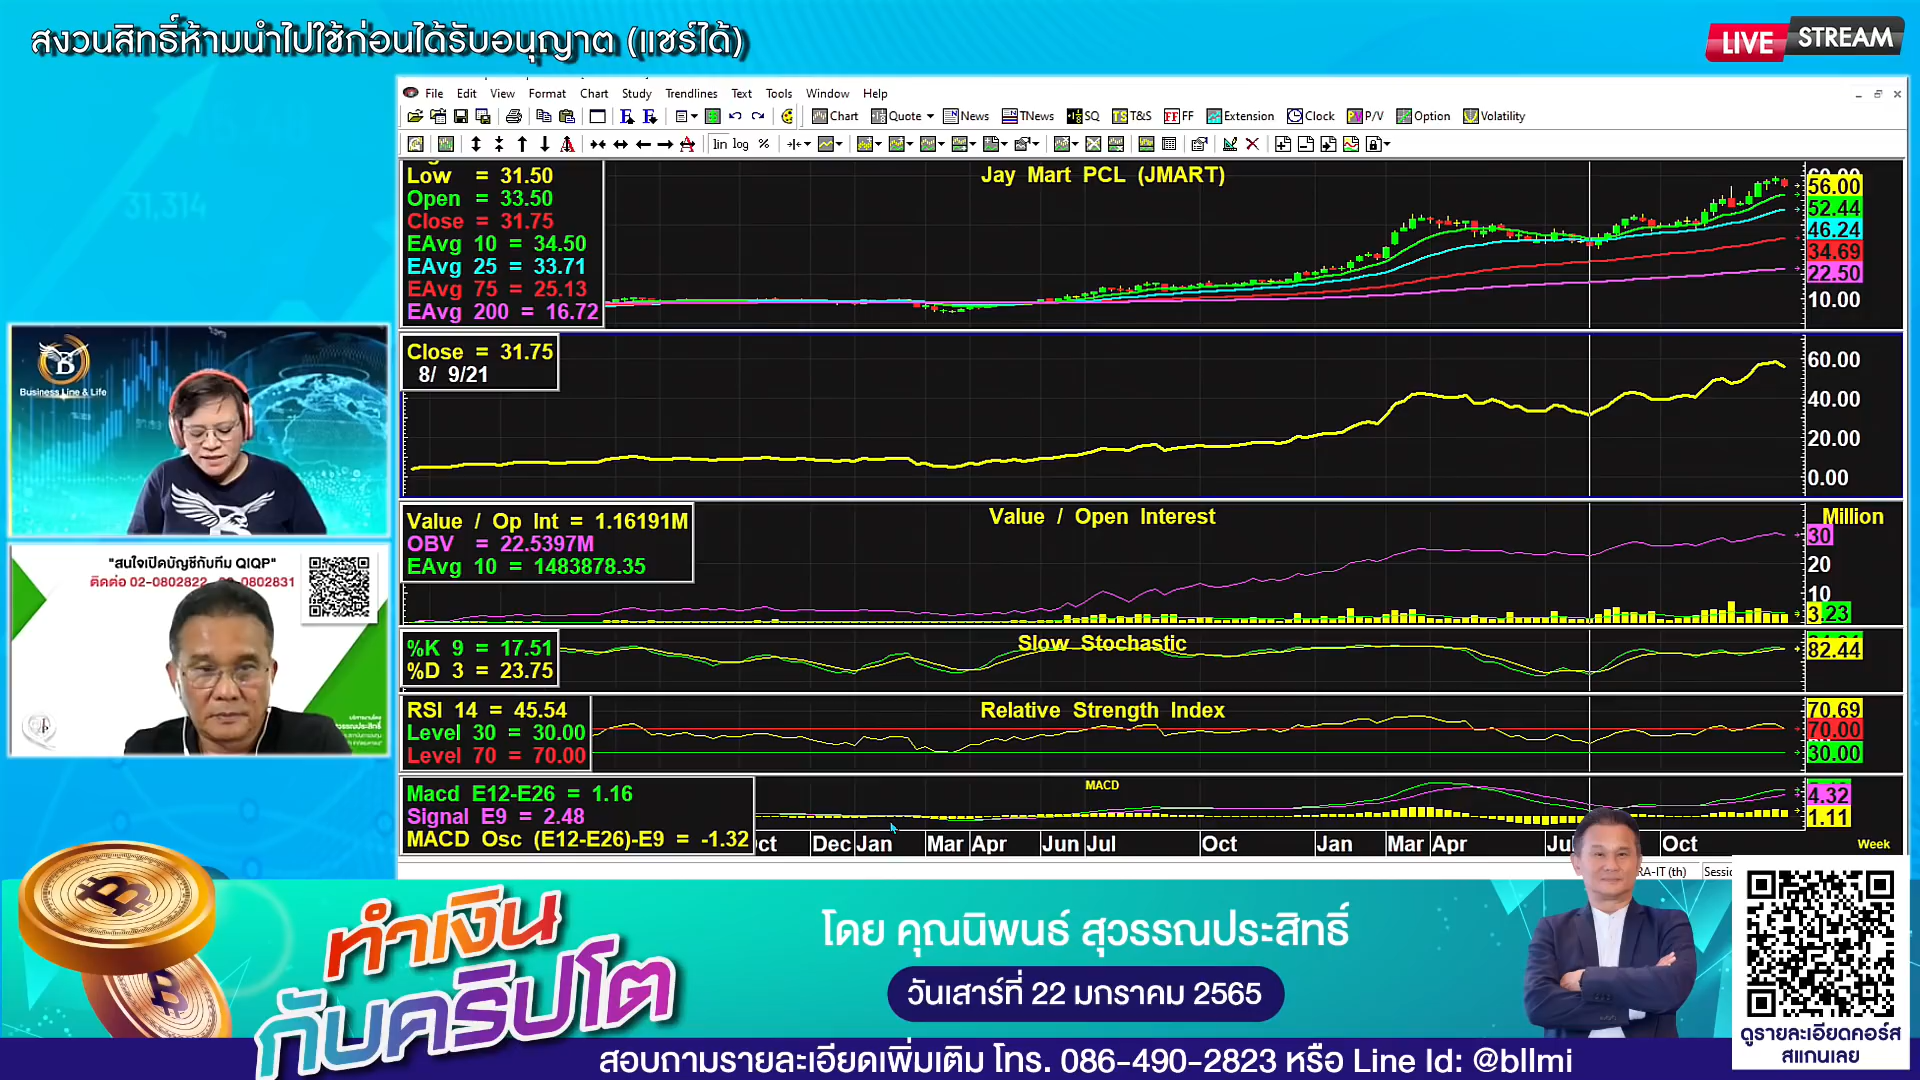 สงวนสิทธิ์ห้ามนำไปใช้ก่อนได้รับอนุญาต (แชร์ได้)
LIVE STREAM
File Edit View Format Chart Study Trendlines Text Tools Window Help
Chart Quote News TNews SQ T&S FF Extension Clock P/V Option Volatility
lin log %
Jay Mart PCL (JMART)
Low = 31.50
Open = 33.50
Close = 31.75
EAvg 10 = 34.50
EAvg 25 = 33.71
EAvg 75 = 25.13
EAvg 200 = 16.72
56.00
52.44
46.24
34.69
22.50
10.00
Close = 31.75
8/ 9/21
60.00
40.00
20.00
0.00
Value / Open Interest
Value / Op Int = 1.16191M
OBV = 22.5397M
EAvg 10 = 1483878.35
Million
30
20
10
3.23
Slow Stochastic
%K 9 = 17.51
%D 3 = 23.75
82.44
Relative Strength Index
RSI 14 = 45.54
Level 30 = 30.00
Level 70 = 70.00
70.69
70.00
30.00
MACD
Macd E12-E26 = 1.16
Signal E9 = 2.48
MACD Osc (E12-E26)-E9 = -1.32
4.32
1.11
Dec Jan Mar Apr Jun Jul Oct Jan Mar Apr Oct
Week
Business Line & Life
"สนใจเปิดบัญชีกับทีม QIQP"
ติดต่อ 02-0802822
0802831
ทำเงิน
กับคริปโต
โดย คุณนิพนธ์ สุวรรณประสิทธิ์
วันเสาร์ที่ 22 มกราคม 2565
สอบถามรายละเอียดเพิ่มเติม โทร. 086-490-2823 หรือ Line Id: @bllmi
ดูรายละเอียดคอร์ส
สแกนเลย